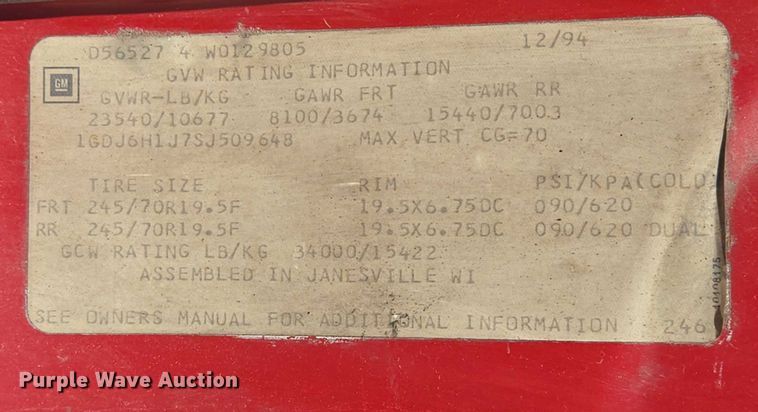 D56527 4 W0129805 12/94
GM
GVW RATING INFORMATION
GVWR-LB/KG GAWR FRT GAWR RR
23540/10677 8100/3674 15440/7003
1GDJ6H1J7SJ509648 MAX VERT CG=70
TIRE SIZE RIM PSI/KPA(COLD)
FRT 245/70R19.5F 19.5X6.75DC 090/620
RR 245/70R19.5F 19.5X6.75DC 090/620 DUAL
GCW RATING LB/KG 34000/15422
ASSEMBLED IN JANESVILLE WI
SEE OWNERS MANUAL FOR ADDITIONAL INFORMATION 246
Purple Wave Auction